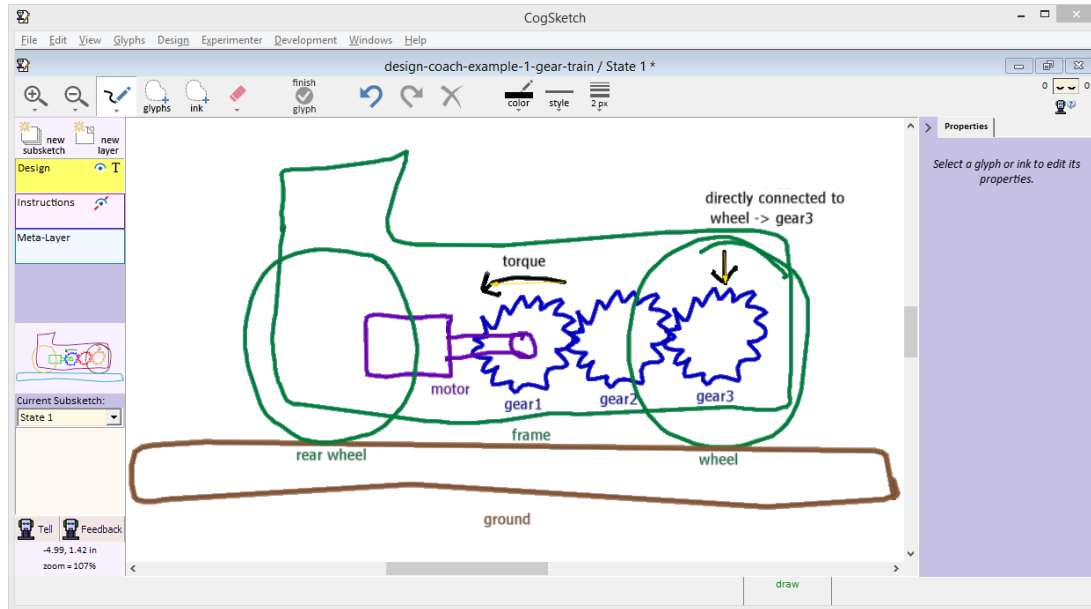 CogSketch
File Edit View Glyphs Design Experimenter Development Windows Help
design-coach-example-1-gear-train / State 1 *
glyphs
ink
finish
glyph
color
style
2 px
0
0
new
subsketch
new
layer
Design
T
Instructions
Meta-Layer
Current Subsketch:
State 1
Tell
Feedback
-4.99, 1.42 in
zoom = 107%
directly connected to
wheel -> gear3
torque
motor
gear1
gear2
gear3
frame
rear wheel
wheel
ground
Properties
Select a glyph or ink to edit its
properties.
draw